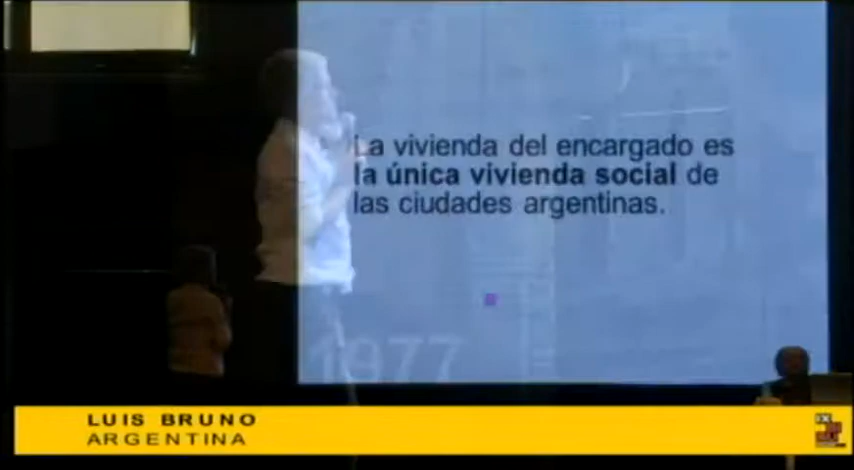 La vivienda del encargado es
la única vivienda social de
las ciudades argentinas.
1977
LUIS BRUNO
ARGENTINA